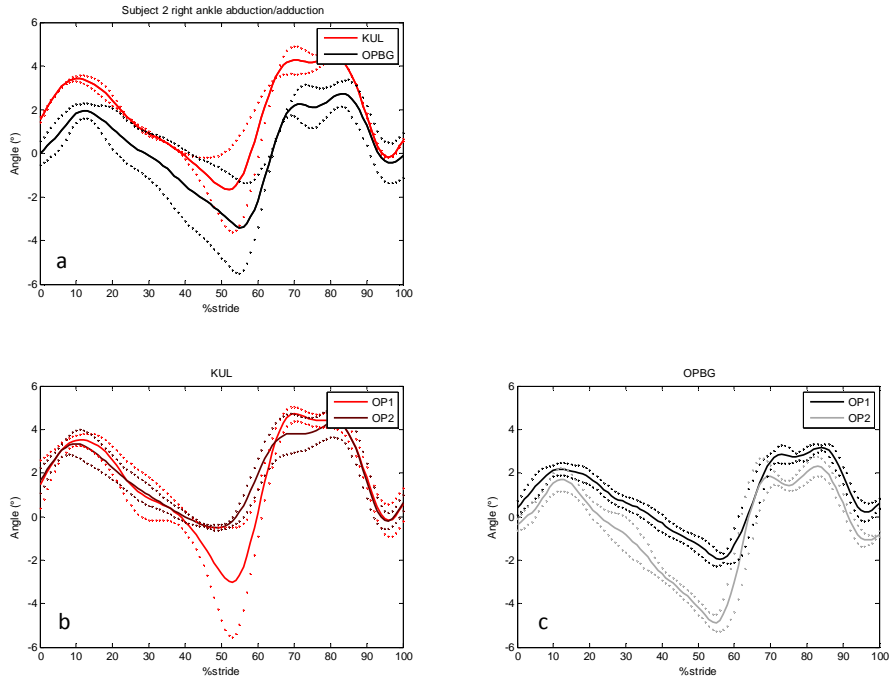 Subject 2 right ankle abduction/adduction
6
4
2
0
-2
-4
-6
Angle (°)
KUL
OPBG
a
0 10 20 30 40 50 60 70 80 90 100
%stride
KUL
6
4
2
0
-2
-4
-6
Angle (°)
OP1
OP2
b
0 10 20 30 40 50 60 70 80 90 100
%stride
OPBG
6
4
2
0
-2
-4
-6
Angle (°)
OP1
OP2
c
0 10 20 30 40 50 60 70 80 90 100
%stride